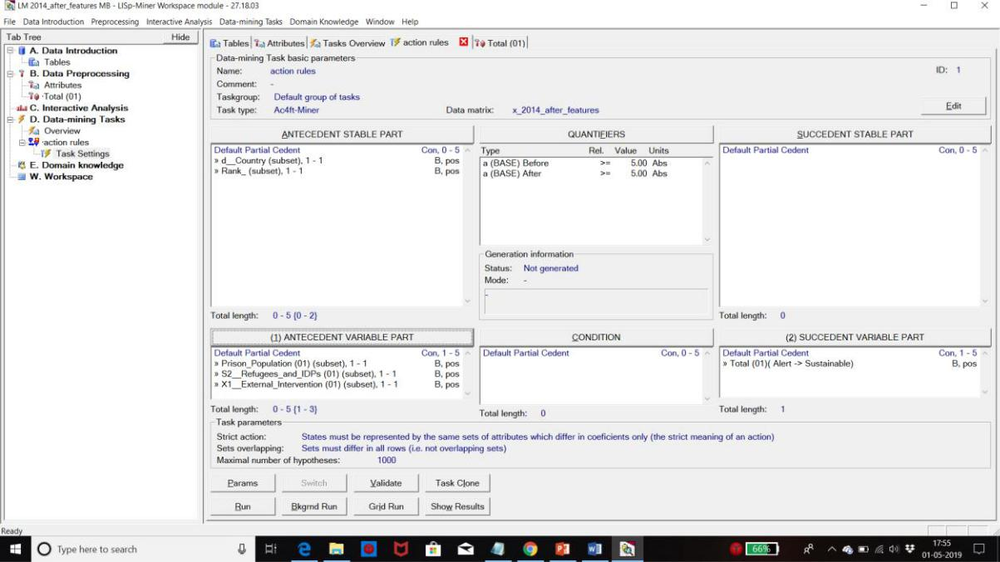 LM 2014_after_features MB - LISp-Miner Workspace module - 27.18.03
File Data Introduction Preprocessing Interactive Analysis Data-mining Tasks Domain Knowledge Window Help
Tab Tree Hide
A. Data Introduction
Tables
B. Data Preprocessing
Attributes
·Total (01)
C. Interactive Analysis
D. Data-mining Tasks
Overview
·action rules
Task Settings
E. Domain knowledge
W. Workspace
Tables Attributes Tasks Overview action rules Total (01)
Data-mining Task basic parameters
Name: action rules ID: 1
Comment: -
Taskgroup: Default group of tasks
Task type: Ac4ft-Miner Data matrix: x_2014_after_features
Edit
ANTECEDENT STABLE PART
Default Partial Cedent Con, 0 - 5
» d__Country (subset), 1 - 1 B, pos
» Rank_ (subset), 1 - 1 B, pos
Total length: 0 - 5 {0 - 2}
QUANTIFIERS
Type Rel. Value Units
a (BASE) Before >= 5.00 Abs
a (BASE) After >= 5.00 Abs
Generation information
Status: Not generated
Mode: -
-
SUCCEDENT STABLE PART
Default Partial Cedent Con, 0 - 5
Total length: 0
(1) ANTECEDENT VARIABLE PART
Default Partial Cedent Con, 1 - 5
» Prison_Population (01) (subset), 1 - 1 B, pos
» S2__Refugees_and_IDPs (01) (subset), 1 - 1 B, pos
» X1__External_Intervention (01) (subset), 1 - 1 B, pos
Total length: 0 - 5 {1 - 3}
CONDITION
Default Partial Cedent Con, 0 - 5
Total length: 0
(2) SUCCEDENT VARIABLE PART
Default Partial Cedent Con, 1 - 5
» Total (01)( Alert -> Sustainable) B, pos
Total length: 1
Task parameters
Strict action: States must be represented by the same sets of attributes which differ in coeficients only (the strict meaning of an action)
Sets overlapping: Sets must differ in all rows (i.e. not overlapping sets)
Maximal number of hypotheses: 1000
Params Switch Validate Task Clone
Run Bkgrnd Run Grid Run Show Results
Ready
Type here to search
66%
17:55
01-05-2019